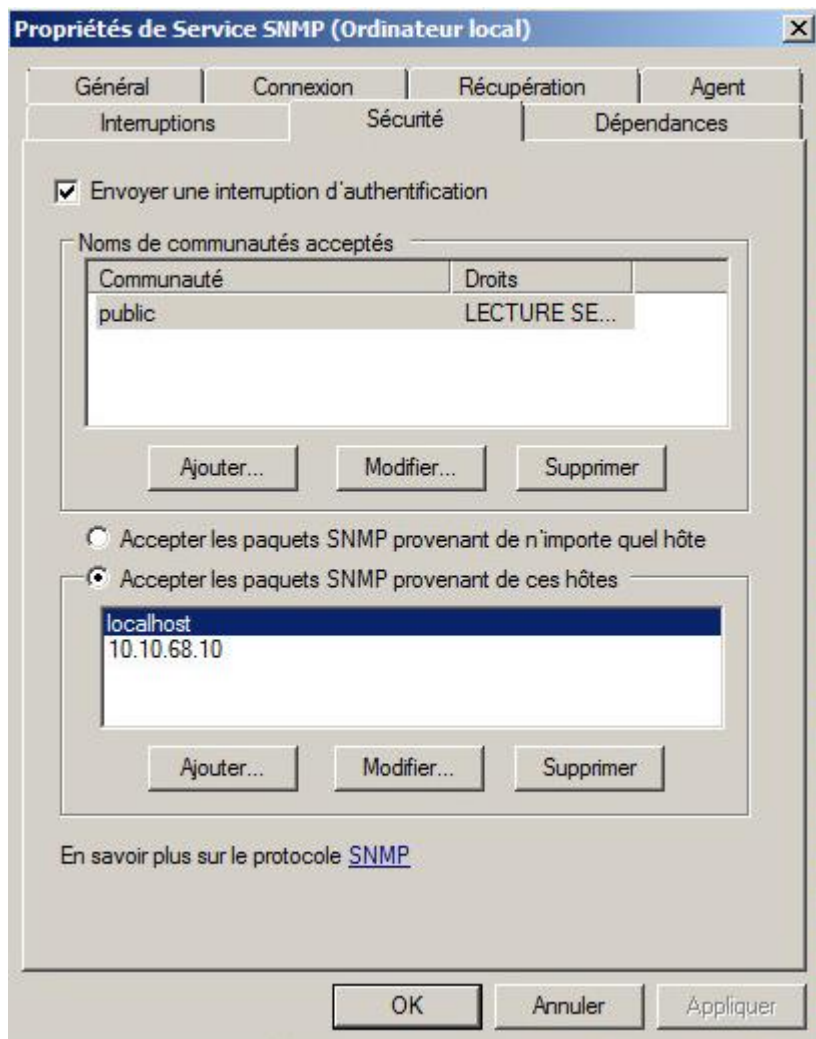 Propriétés de Service SNMP (Ordinateur local)
Général Connexion Récupération Agent
Interruptions Sécurité Dépendances
Envoyer une interruption d'authentification
Noms de communautés acceptés
Communauté Droits
public LECTURE SE...
Ajouter... Modifier... Supprimer
Accepter les paquets SNMP provenant de n'importe quel hôte
Accepter les paquets SNMP provenant de ces hôtes
localhost
10.10.68.10
Ajouter... Modifier... Supprimer
En savoir plus sur le protocole SNMP
OK Annuler Appliquer